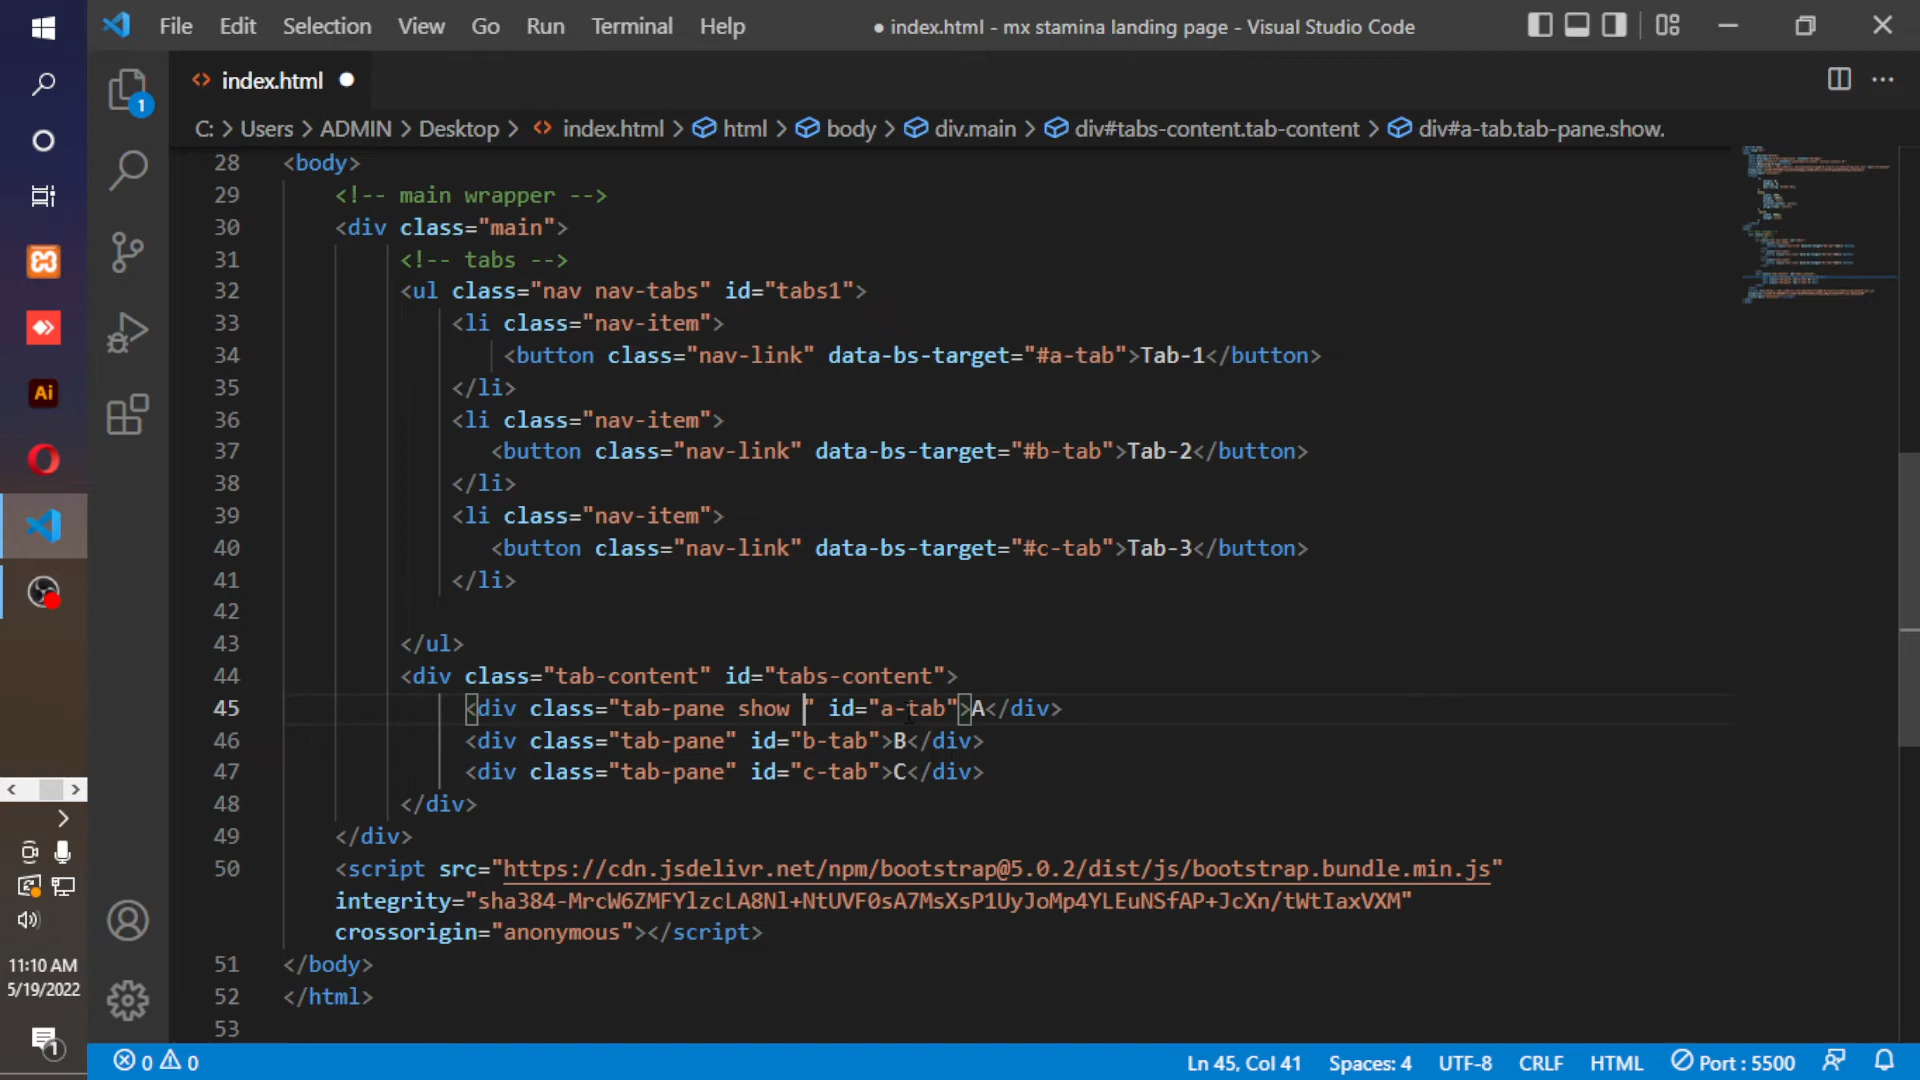 File Edit Selection View Go Run Terminal Help
● index.html - mx stamina landing page - Visual Studio Code
<> index.html ●
C: > Users > ADMIN > Desktop > <> index.html > html > body > div.main > div#tabs-content.tab-content > div#a-tab.tab-pane.show.
28 <body>
29 <!-- main wrapper -->
30 <div class="main">
31 <!-- tabs -->
32 <ul class="nav nav-tabs" id="tabs1">
33 <li class="nav-item">
34 <button class="nav-link" data-bs-target="#a-tab">Tab-1</button>
35 </li>
36 <li class="nav-item">
37 <button class="nav-link" data-bs-target="#b-tab">Tab-2</button>
38 </li>
39 <li class="nav-item">
40 <button class="nav-link" data-bs-target="#c-tab">Tab-3</button>
41 </li>
42
43 </ul>
44 <div class="tab-content" id="tabs-content">
45 <div class="tab-pane show " id="a-tab">A</div>
46 <div class="tab-pane" id="b-tab">B</div>
47 <div class="tab-pane" id="c-tab">C</div>
48 </div>
49 </div>
50 <script src="https://cdn.jsdelivr.net/npm/bootstrap@5.0.2/dist/js/bootstrap.bundle.min.js"
integrity="sha384-MrcW6ZMFYlzcLA8Nl+NtUVF0sA7MsXsP1UyJoMp4YLEuNSfAP+JcXn/tWtIaxVXM"
crossorigin="anonymous"></script>
51 </body>
52 </html>
53
1
Ai
11:10 AM
5/19/2022
1
0 0
Ln 45, Col 41 Spaces: 4 UTF-8 CRLF HTML Port : 5500